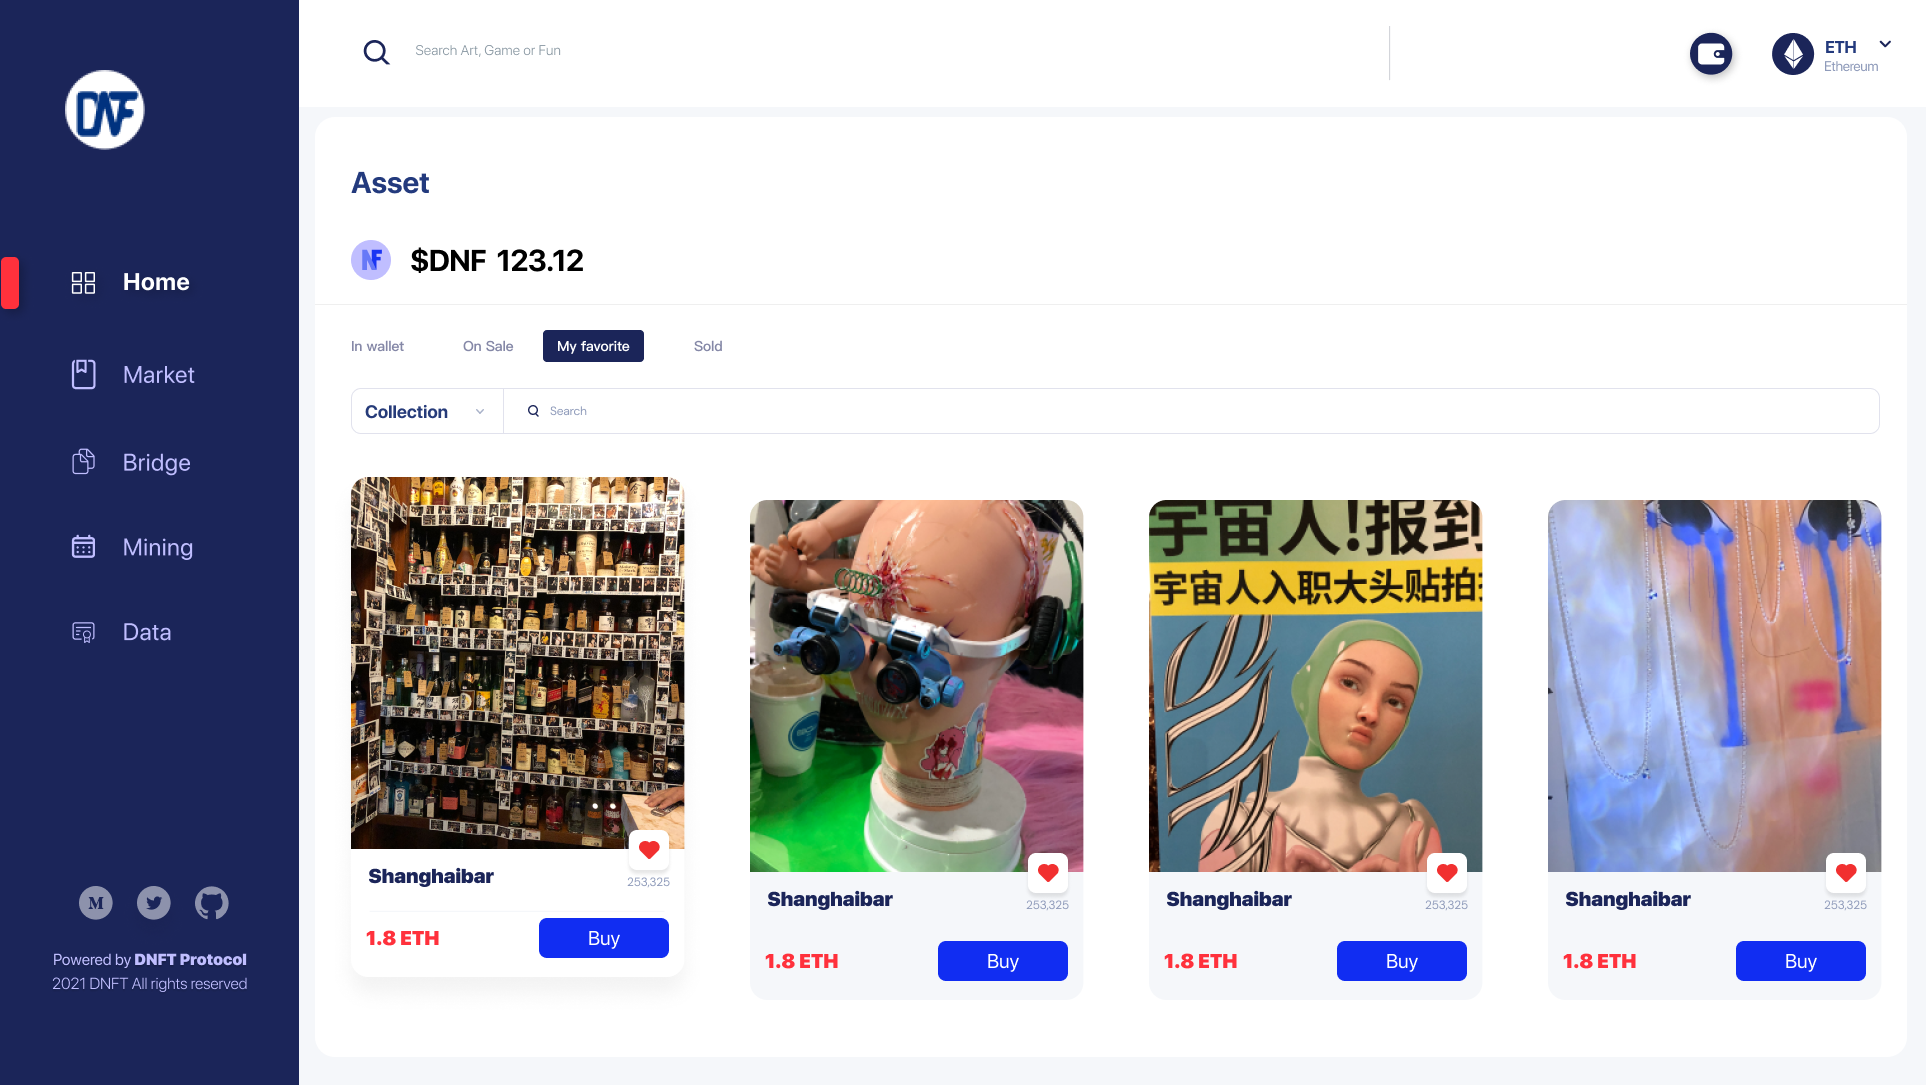 DNF
Search Art, Game or Fun
ETH
Ethereum
Asset
NF
$DNF 123.12
Home
Market
Bridge
Mining
Data
In wallet
On Sale
My favorite
Sold
Collection
Search
宇宙人!报到
宇宙人入职大头贴拍
Shanghaibar
253,325
1.8 ETH
Buy
Shanghaibar
253,325
1.8 ETH
Buy
Shanghaibar
253,325
1.8 ETH
Buy
Shanghaibar
253,325
1.8 ETH
Buy
M
Powered by DNFT Protocol
2021 DNFT All rights reserved